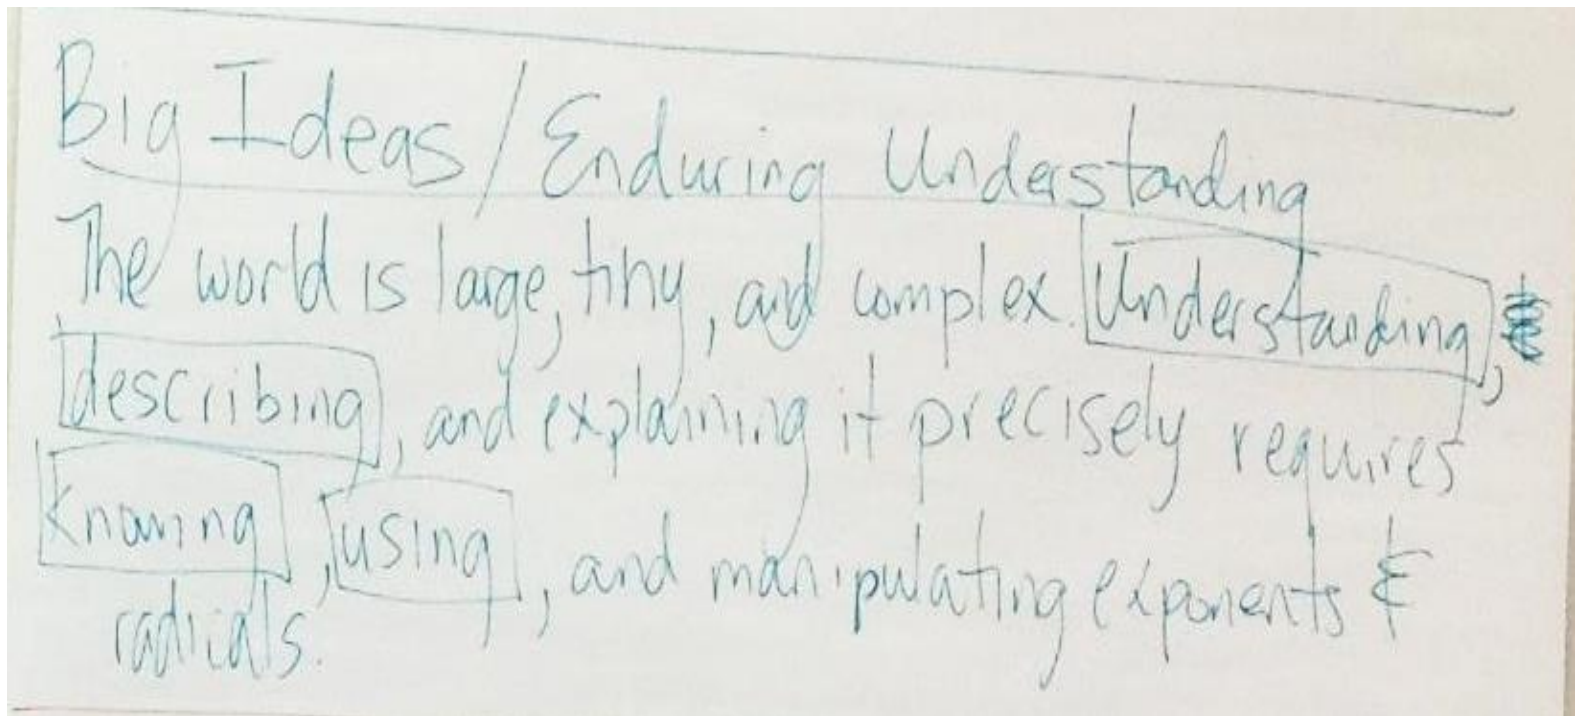 Big Ideas/Enduring Understanding
The world is large, tiny, and complex. Understanding,
describing, and explaining it precisely requires
knowing, using, and manipulating exponents &
radicals.